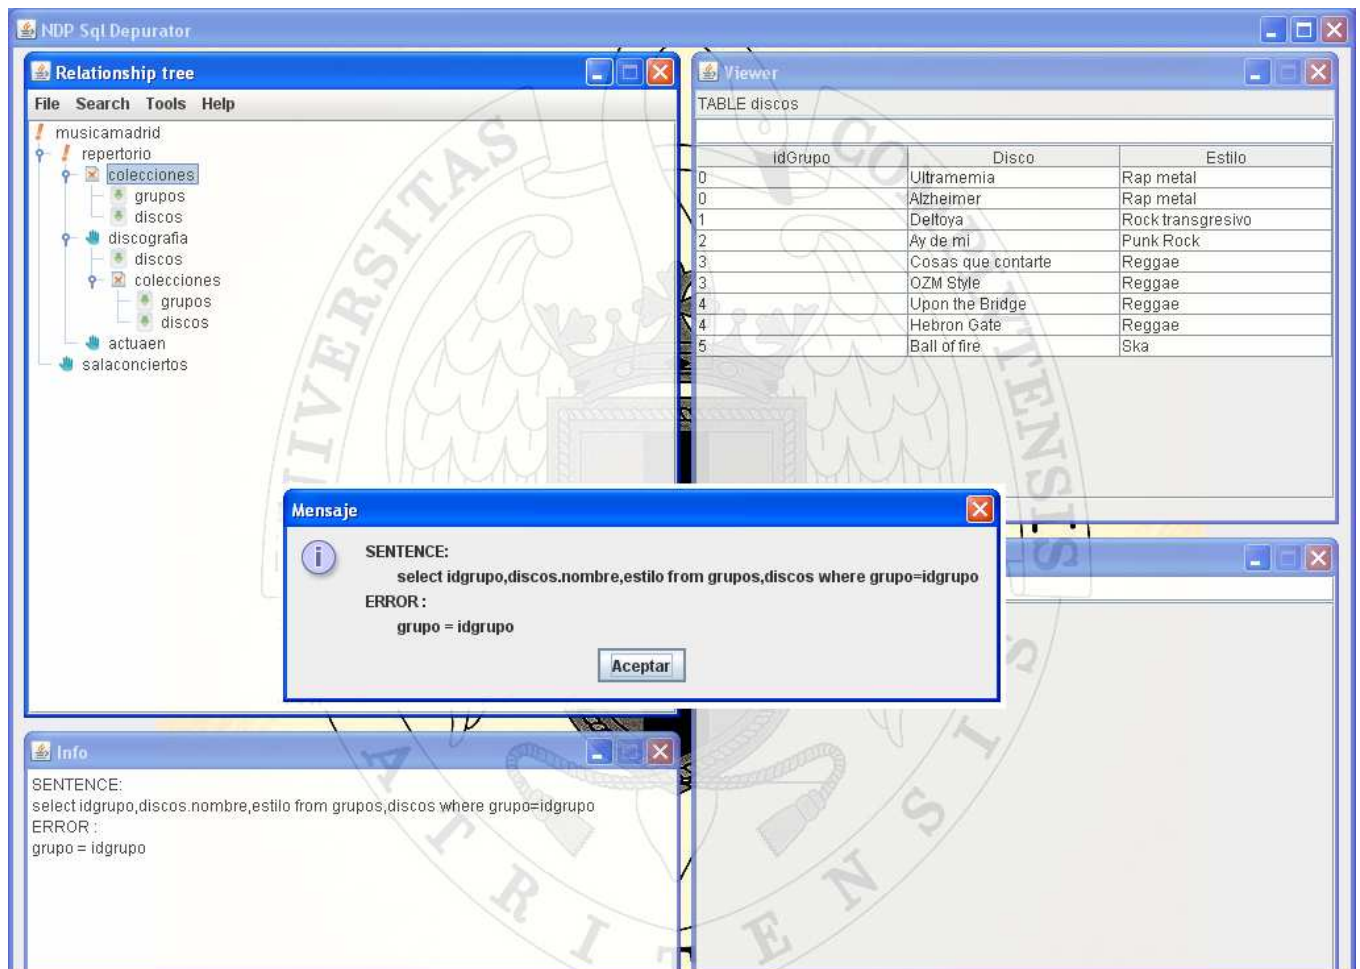 NDP Sql Depurator
Relationship tree
File Search Tools Help
musicamadrid
repertorio
colecciones
grupos
discos
discografia
discos
colecciones
grupos
discos
actuaen
salaconciertos
Viewer
TABLE discos
idGrupo Disco Estilo
0 Ultramemia Rap metal
0 Alzheimer Rap metal
1 Deltoya Rock transgresivo
2 Ay de mi Punk Rock
3 Cosas que contarte Reggae
3 OZM Style Reggae
4 Upon the Bridge Reggae
4 Hebron Gate Reggae
5 Ball of fire Ska
Mensaje
SENTENCE:
select idgrupo,discos.nombre,estilo from grupos,discos where grupo=idgrupo
ERROR :
grupo = idgrupo
Aceptar
Info
SENTENCE:
select idgrupo,discos.nombre,estilo from grupos,discos where grupo=idgrupo
ERROR :
grupo = idgrupo